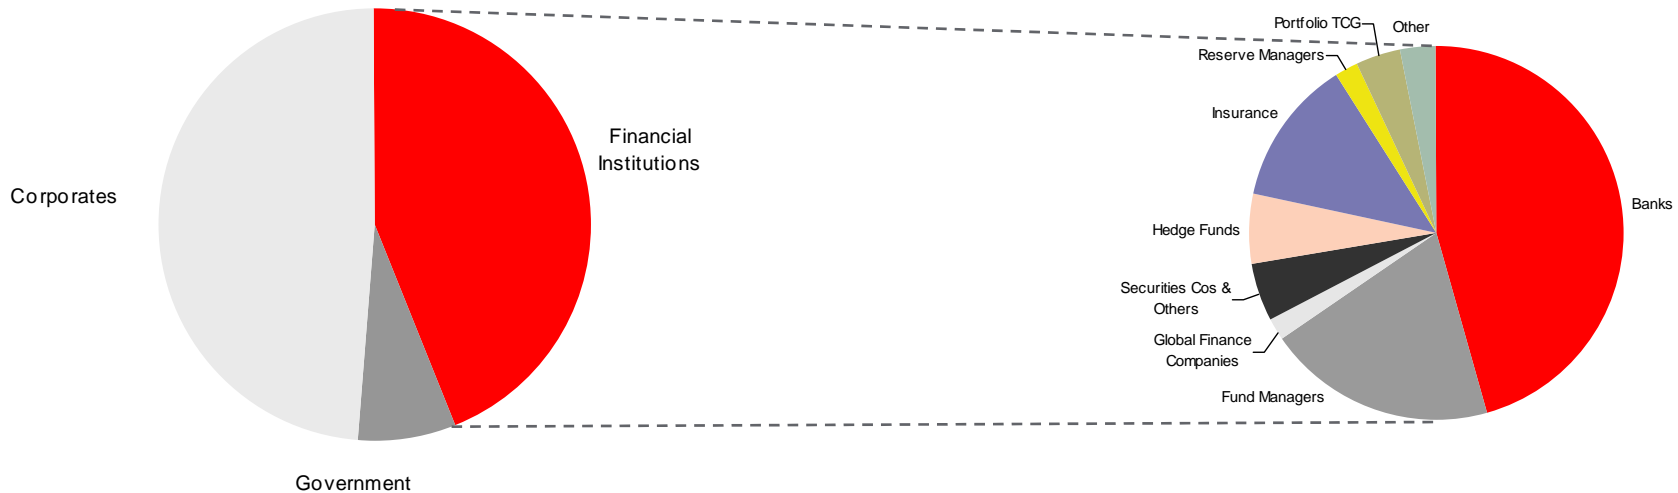 Corporates
Financial
Institutions
Government
Portfolio TCG
Other
Reserve Managers
Insurance
Banks
Hedge Funds
Securities Cos &
Others
Global Finance
Companies
Fund Managers